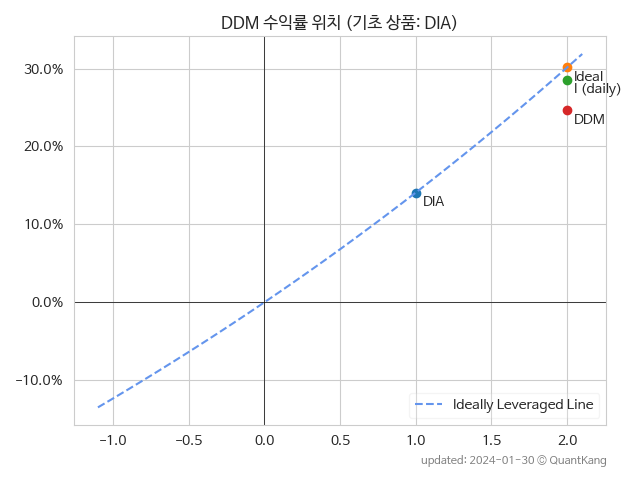 DDM 수익률 위치 (기초 상품: DIA)
30.0%
20.0%
10.0%
0.0%
−10.0%
Ideal
I (daily)
DDM
DIA
Ideally Leveraged Line
−1.0 −0.5 0.0 0.5 1.0 1.5 2.0
updated: 2024-01-30 © QuantKang